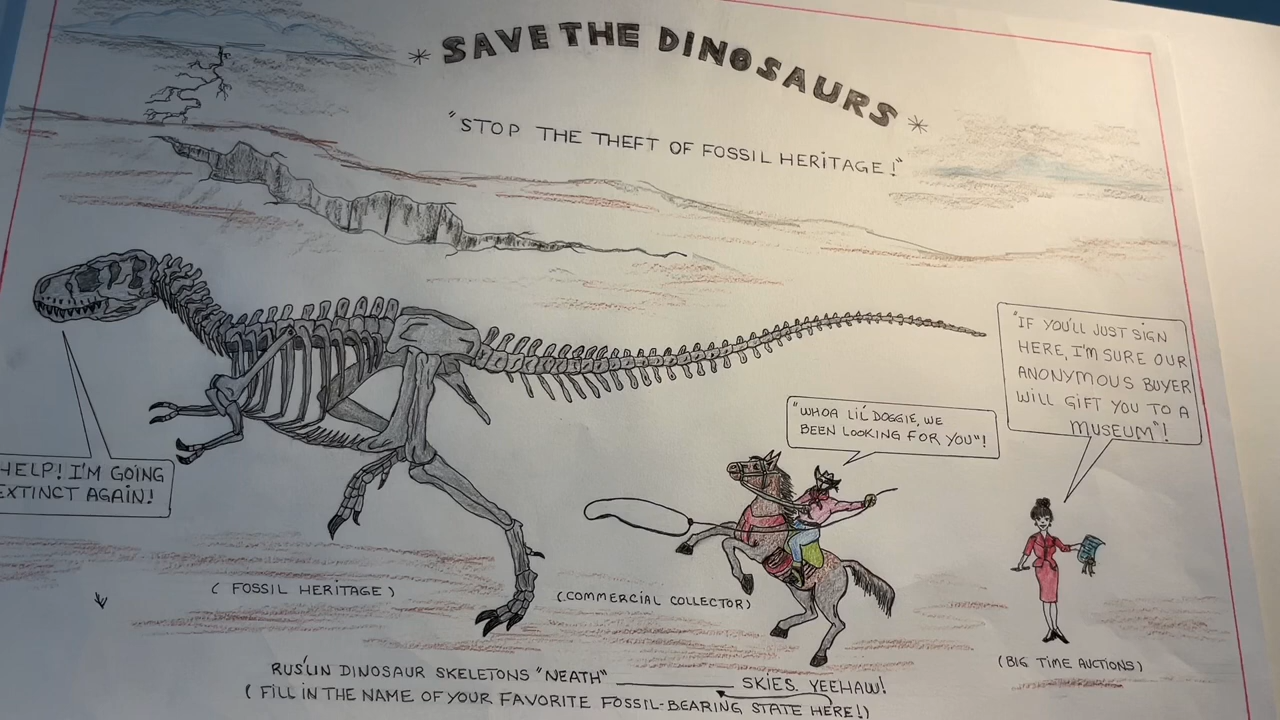 * SAVE THE DINOSAURS *
"STOP THE THEFT OF FOSSIL HERITAGE!"
"IF YOU'LL JUST SIGN
HERE, I'M SURE OUR
ANONYMOUS BUYER
WILL GIFT YOU TO A
MUSEUM"!
"WHOA LIL' DOGGIE, WE
BEEN LOOKING FOR YOU"!
HELP! I'M GOING
EXTINCT AGAIN!
( FOSSIL HERITAGE )
(COMMERCIAL COLLECTOR)
(BIG TIME AUCTIONS)
RUS'LIN DINOSAUR SKELETONS "NEATH" ____________ SKIES. YEEHAW!
( FILL IN THE NAME OF YOUR FAVORITE FOSSIL-BEARING STATE HERE!)